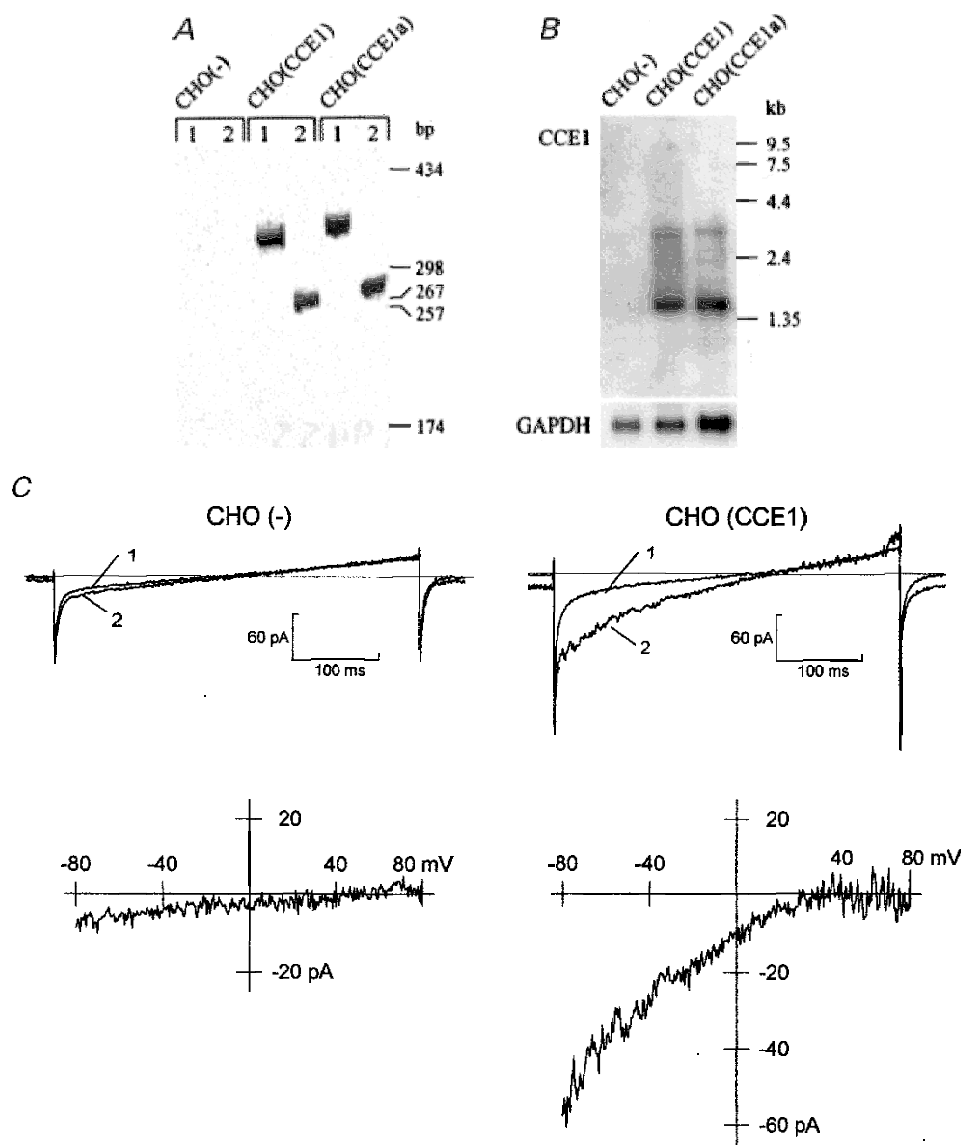 A
CHO(-)
CHO(CCE1)
CHO(CCE1a)
1 2 1 2 1 2 bp
434
298
267
257
174
B
CHO(-)
CHO(CCE1)
CHO(CCE1a)
kb
CCE1
9.5
7.5
4.4
2.4
1.35
GAPDH
C
CHO (-)
1
2
60 pA
100 ms
CHO (CCE1)
1
2
60 pA
100 ms
20
-80 -40 40 80 mV
-20 pA
20
-80 -40 40 80 mV
-20
-40
-60 pA